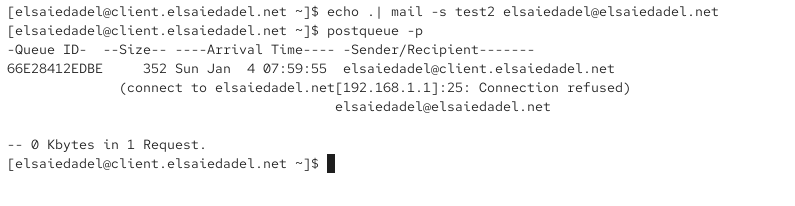 [elsaiedadel@client.elsaiedadel.net ~]$ echo .| mail -s test2 elsaiedadel@elsaiedadel.net
[elsaiedadel@client.elsaiedadel.net ~]$ postqueue -p
-Queue ID-  --Size-- ----Arrival Time---- -Sender/Recipient-------
66E28412EDBE     352 Sun Jan  4 07:59:55  elsaiedadel@client.elsaiedadel.net
              (connect to elsaiedadel.net[192.168.1.1]:25: Connection refused)
                                         elsaiedadel@elsaiedadel.net

-- 0 Kbytes in 1 Request.
[elsaiedadel@client.elsaiedadel.net ~]$